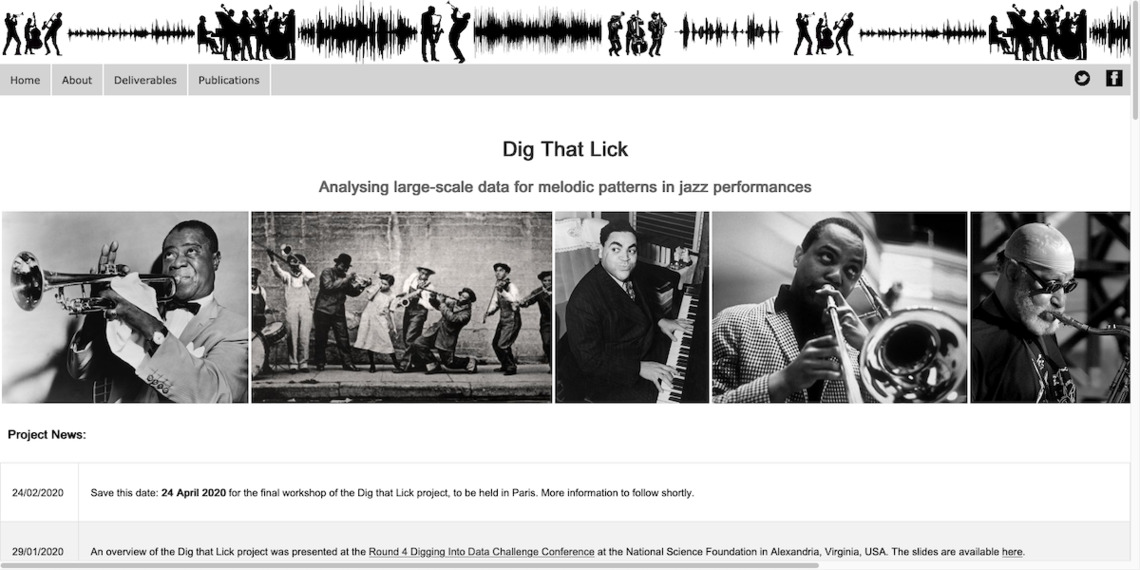 Home
About
Deliverables
Publications
Dig That Lick
Analysing large-scale data for melodic patterns in jazz performances
Project News:
24/02/2020
Save this date: 24 April 2020 for the final workshop of the Dig that Lick project, to be held in Paris. More information to follow shortly.
29/01/2020
An overview of the Dig that Lick project was presented at the Round 4 Digging Into Data Challenge Conference at the National Science Foundation in Alexandria, Virginia, USA. The slides are available here.